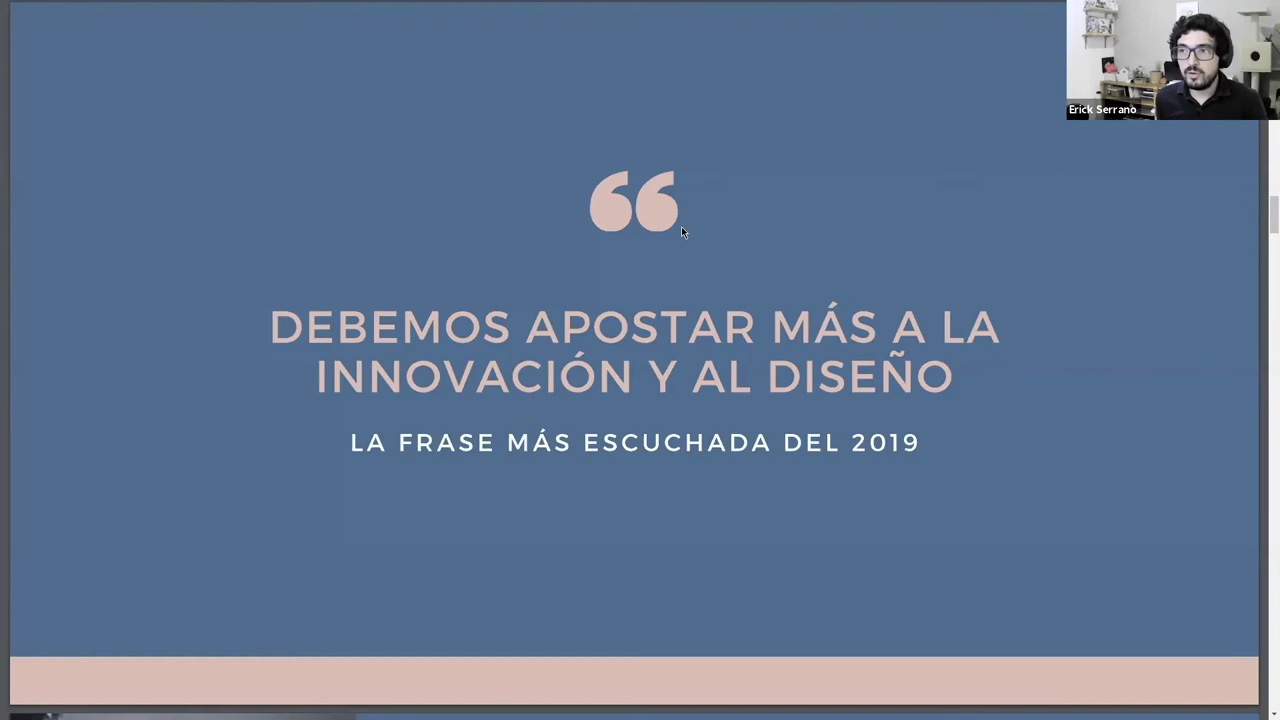 Erick Serrano
“
DEBEMOS APOSTAR MÁS A LA
INNOVACIÓN Y AL DISEÑO
LA FRASE MÁS ESCUCHADA DEL 2019